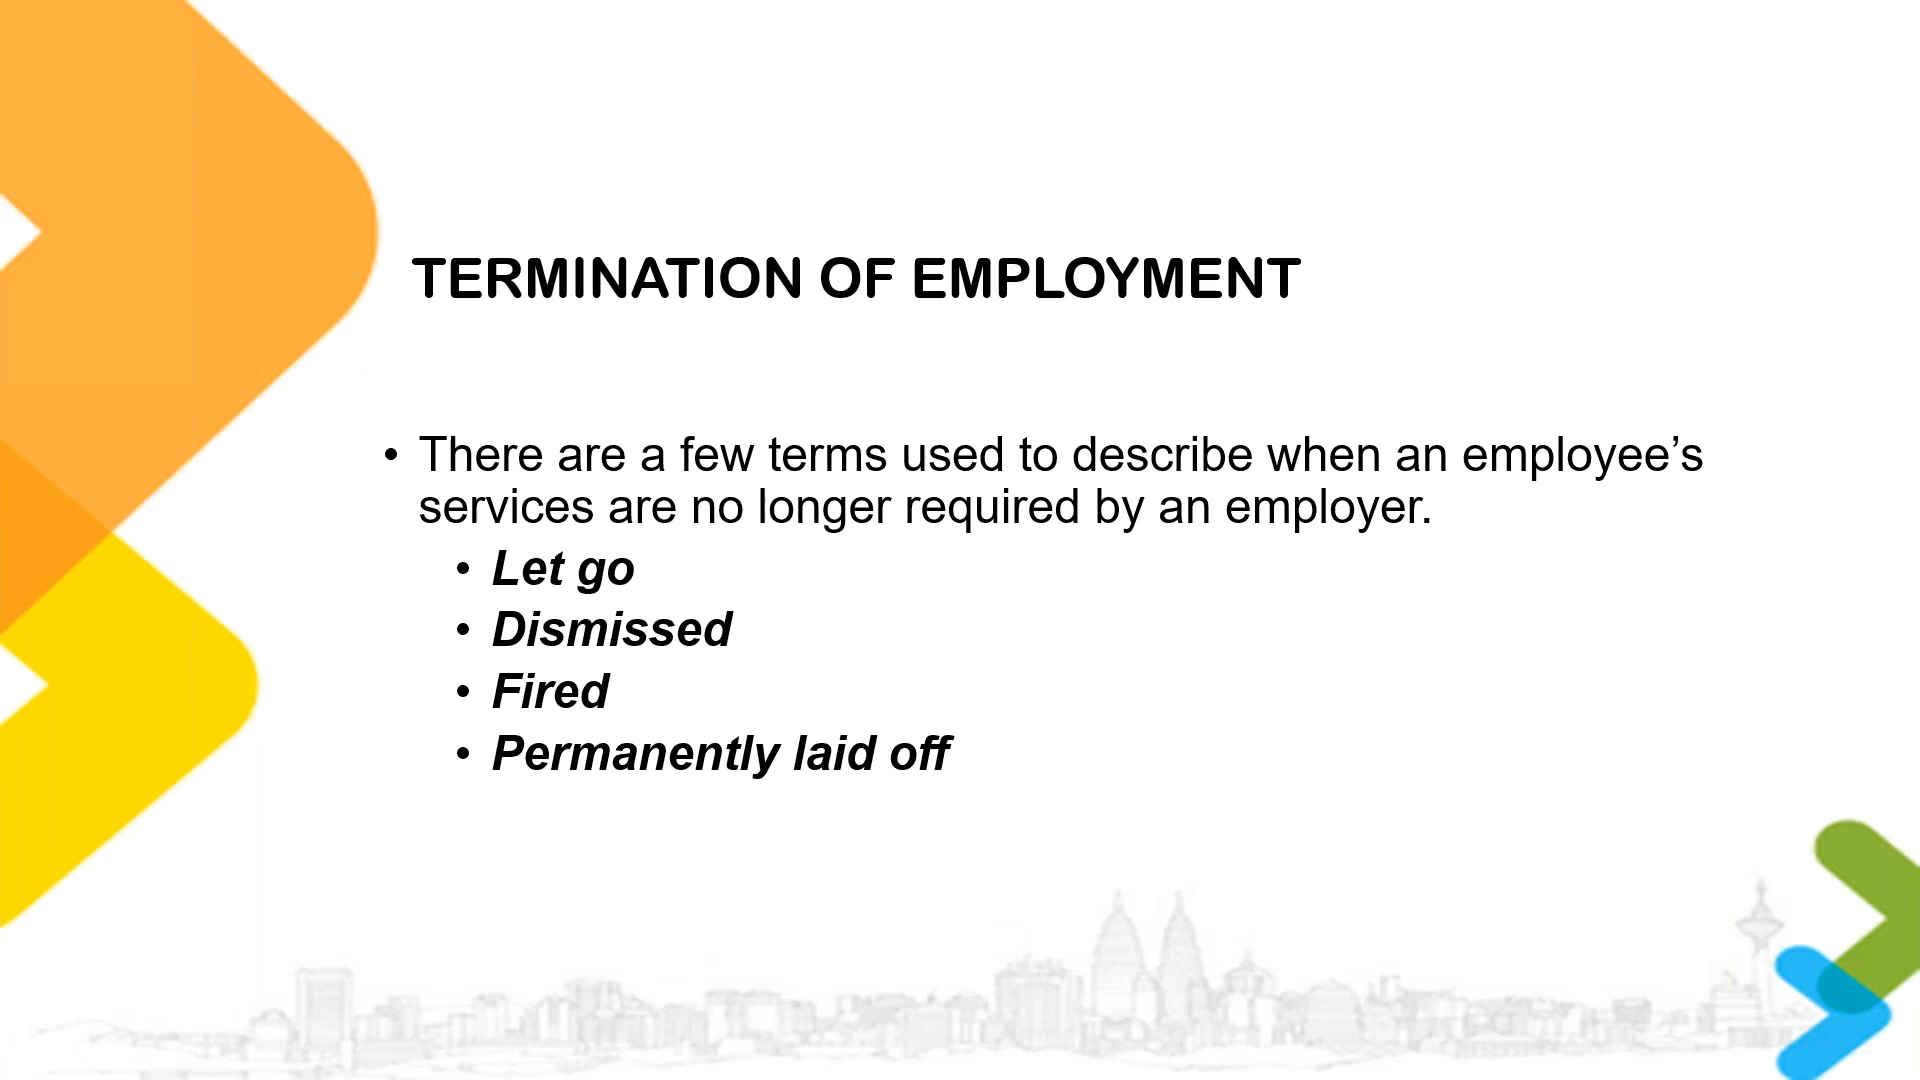 TERMINATION OF EMPLOYMENT
• There are a few terms used to describe when an employee’s
services are no longer required by an employer.
• Let go
• Dismissed
• Fired
• Permanently laid off